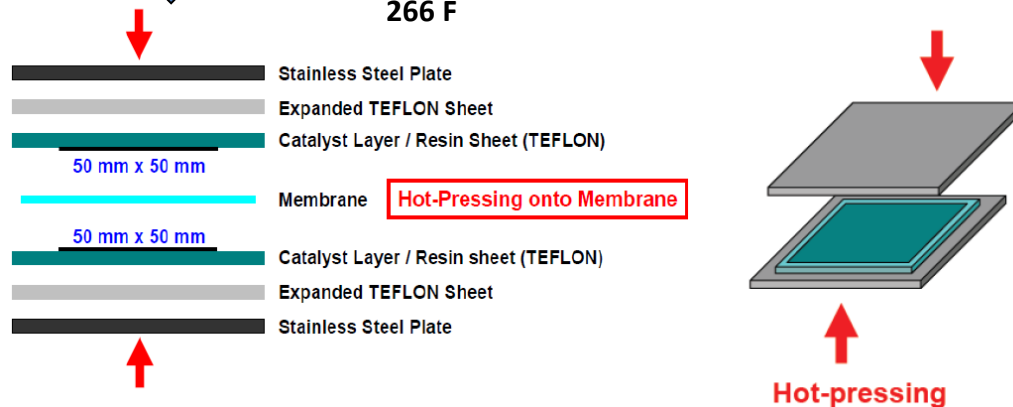 266 F
Stainless Steel Plate
Expanded TEFLON Sheet
Catalyst Layer / Resin Sheet (TEFLON)
50 mm x 50 mm
Membrane
Hot-Pressing onto Membrane
50 mm x 50 mm
Catalyst Layer / Resin sheet (TEFLON)
Expanded TEFLON Sheet
Stainless Steel Plate
Hot-pressing